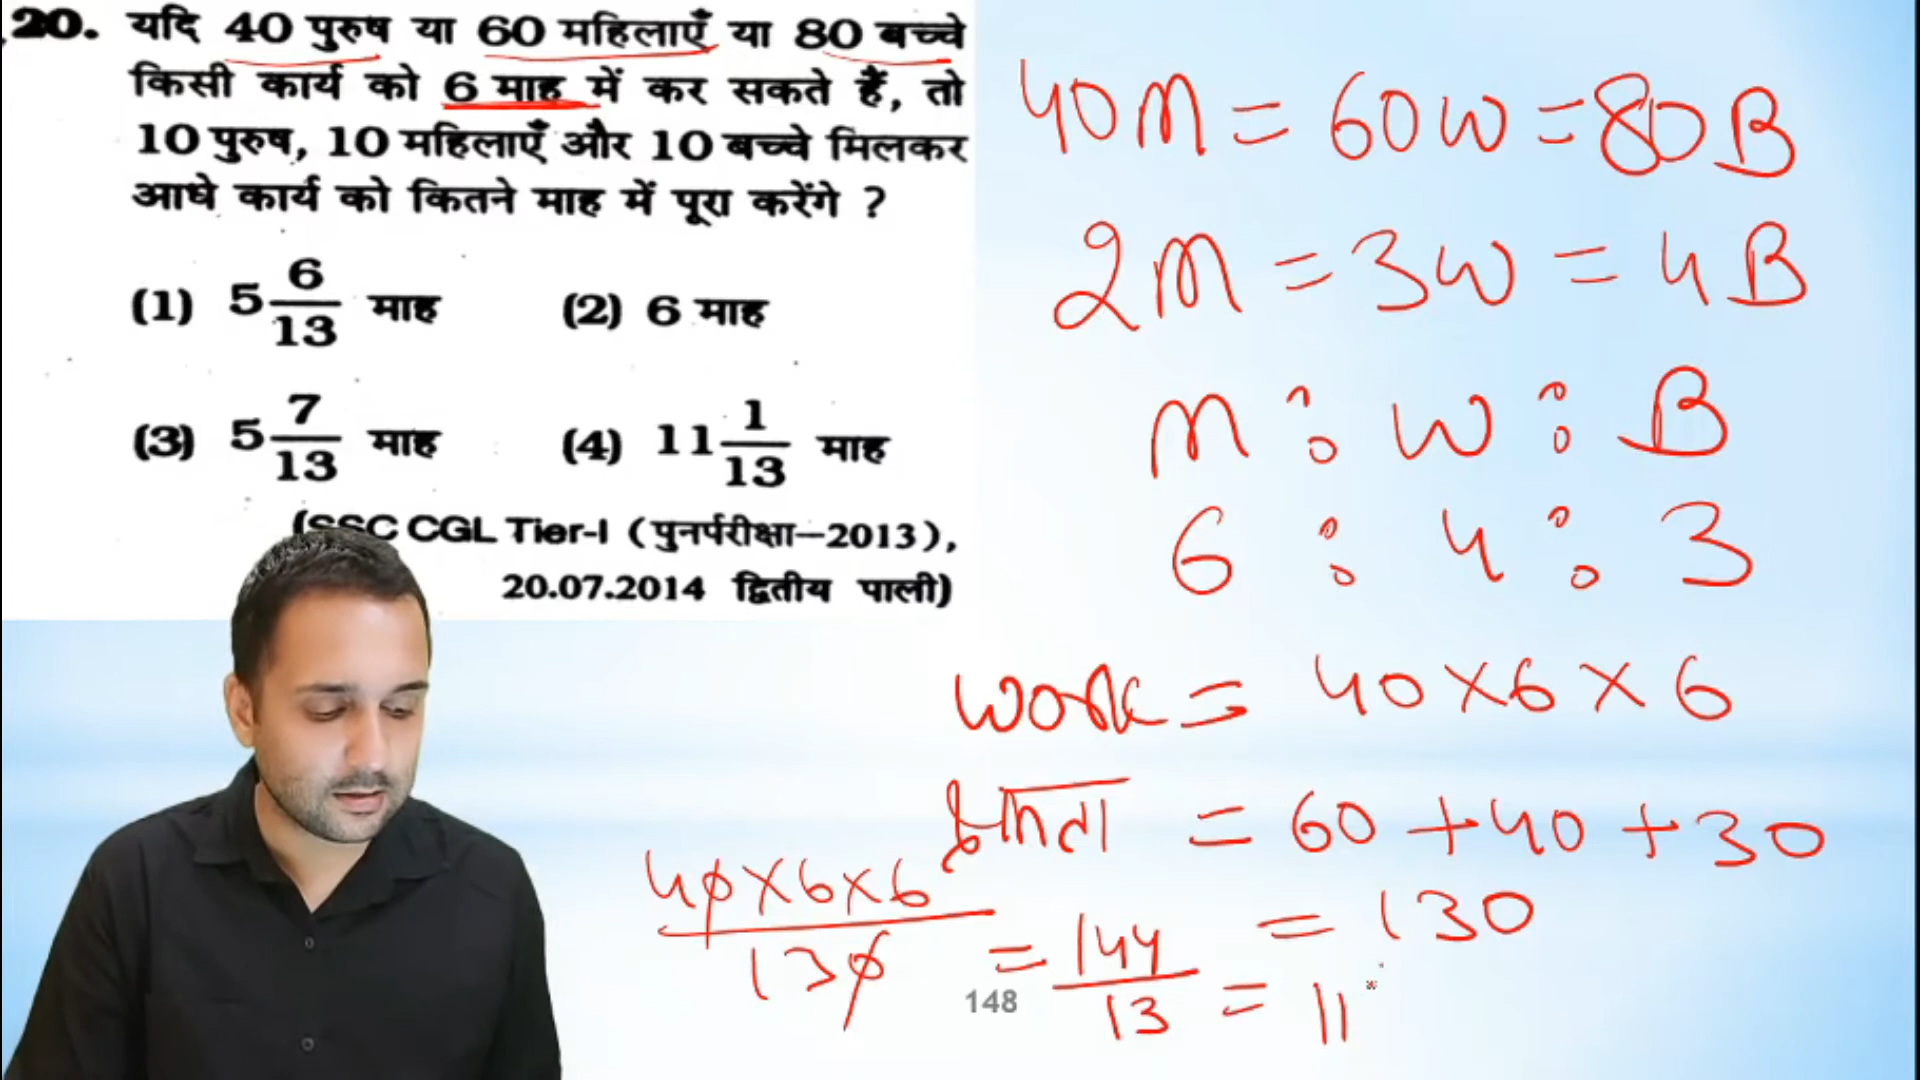 20. यदि 40 पुरुष या 60 महिलाएँ या 80 बच्चे
किसी कार्य को 6 माह में कर सकते हैं, तो
10 पुरुष, 10 महिलाएँ और 10 बच्चे मिलकर
आधे कार्य को कितने माह में पूरा करेंगे ?
(1) 5 6/13 माह (2) 6 माह
(3) 5 7/13 माह (4) 11 1/13 माह
(SSC CGL Tier-I (पुनर्परीक्षा–2013),
20.07.2014 द्वितीय पाली)
40M = 60W = 80B
2M = 3W = 4B
M : W : B
6 : 4 : 3
work = 40 × 6 × 6
क्षमता = 60 + 40 + 30
= 130
40×6×6/130 = 144/13 = 11
148